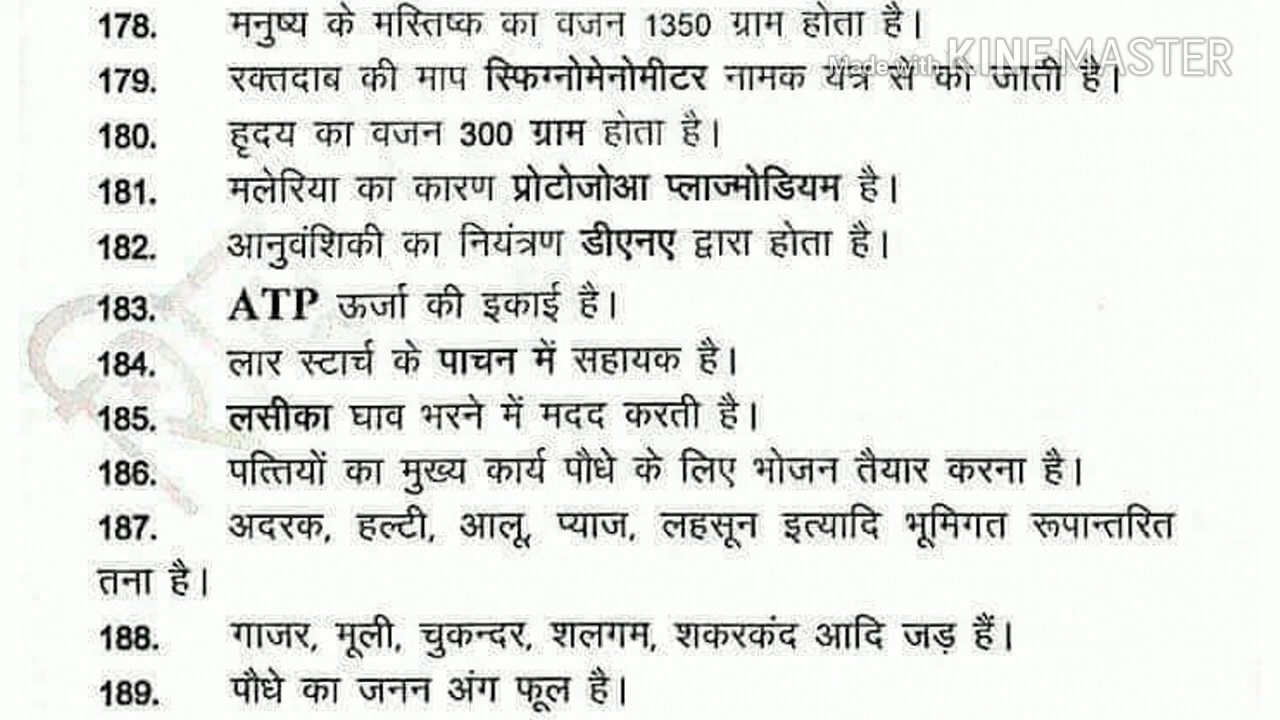 178. मनुष्य के मस्तिष्क का वजन 1350 ग्राम होता है।
Made with KINEMASTER
179. रक्तदाब की माप स्फिग्नोमेनोमीटर नामक यंत्र से की जाती है।
180. हृदय का वजन 300 ग्राम होता है।
181. मलेरिया का कारण प्रोटोजोआ प्लाज्मोडियम है।
182. आनुवंशिकी का नियंत्रण डीएनए द्वारा होता है।
183. ATP ऊर्जा की इकाई है।
184. लार स्टार्च के पाचन में सहायक है।
185. लसीका घाव भरने में मदद करती है।
186. पत्तियों का मुख्य कार्य पौधे के लिए भोजन तैयार करना है।
187. अदरक, हल्टी, आलू, प्याज, लहसून इत्यादि भूमिगत रूपान्तरित
तना है।
188. गाजर, मूली, चुकन्दर, शलगम, शकरकंद आदि जड़ हैं।
189. पौधे का जनन अंग फूल है।